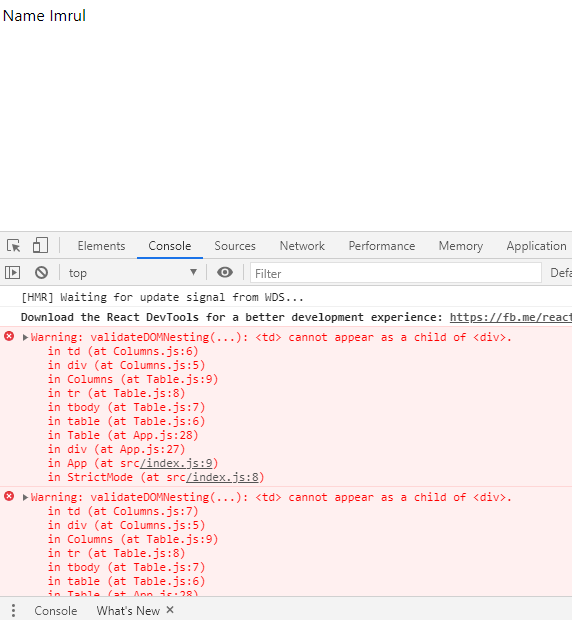 Name Imrul
Elements Console Sources Network Performance Memory Application
top Filter Defa
[HMR] Waiting for update signal from WDS...
Download the React DevTools for a better development experience: https://fb.me/react
Warning: validateDOMNesting(...): <td> cannot appear as a child of <div>.
in td (at Columns.js:6)
in div (at Columns.js:5)
in Columns (at Table.js:9)
in tr (at Table.js:8)
in tbody (at Table.js:7)
in table (at Table.js:6)
in Table (at App.js:28)
in div (at App.js:27)
in App (at src/index.js:9)
in StrictMode (at src/index.js:8)
Warning: validateDOMNesting(...): <td> cannot appear as a child of <div>.
in td (at Columns.js:7)
in div (at Columns.js:5)
in Columns (at Table.js:9)
in tr (at Table.js:8)
in tbody (at Table.js:7)
in table (at Table.js:6)
in Table (at App.js:28)
Console What's New